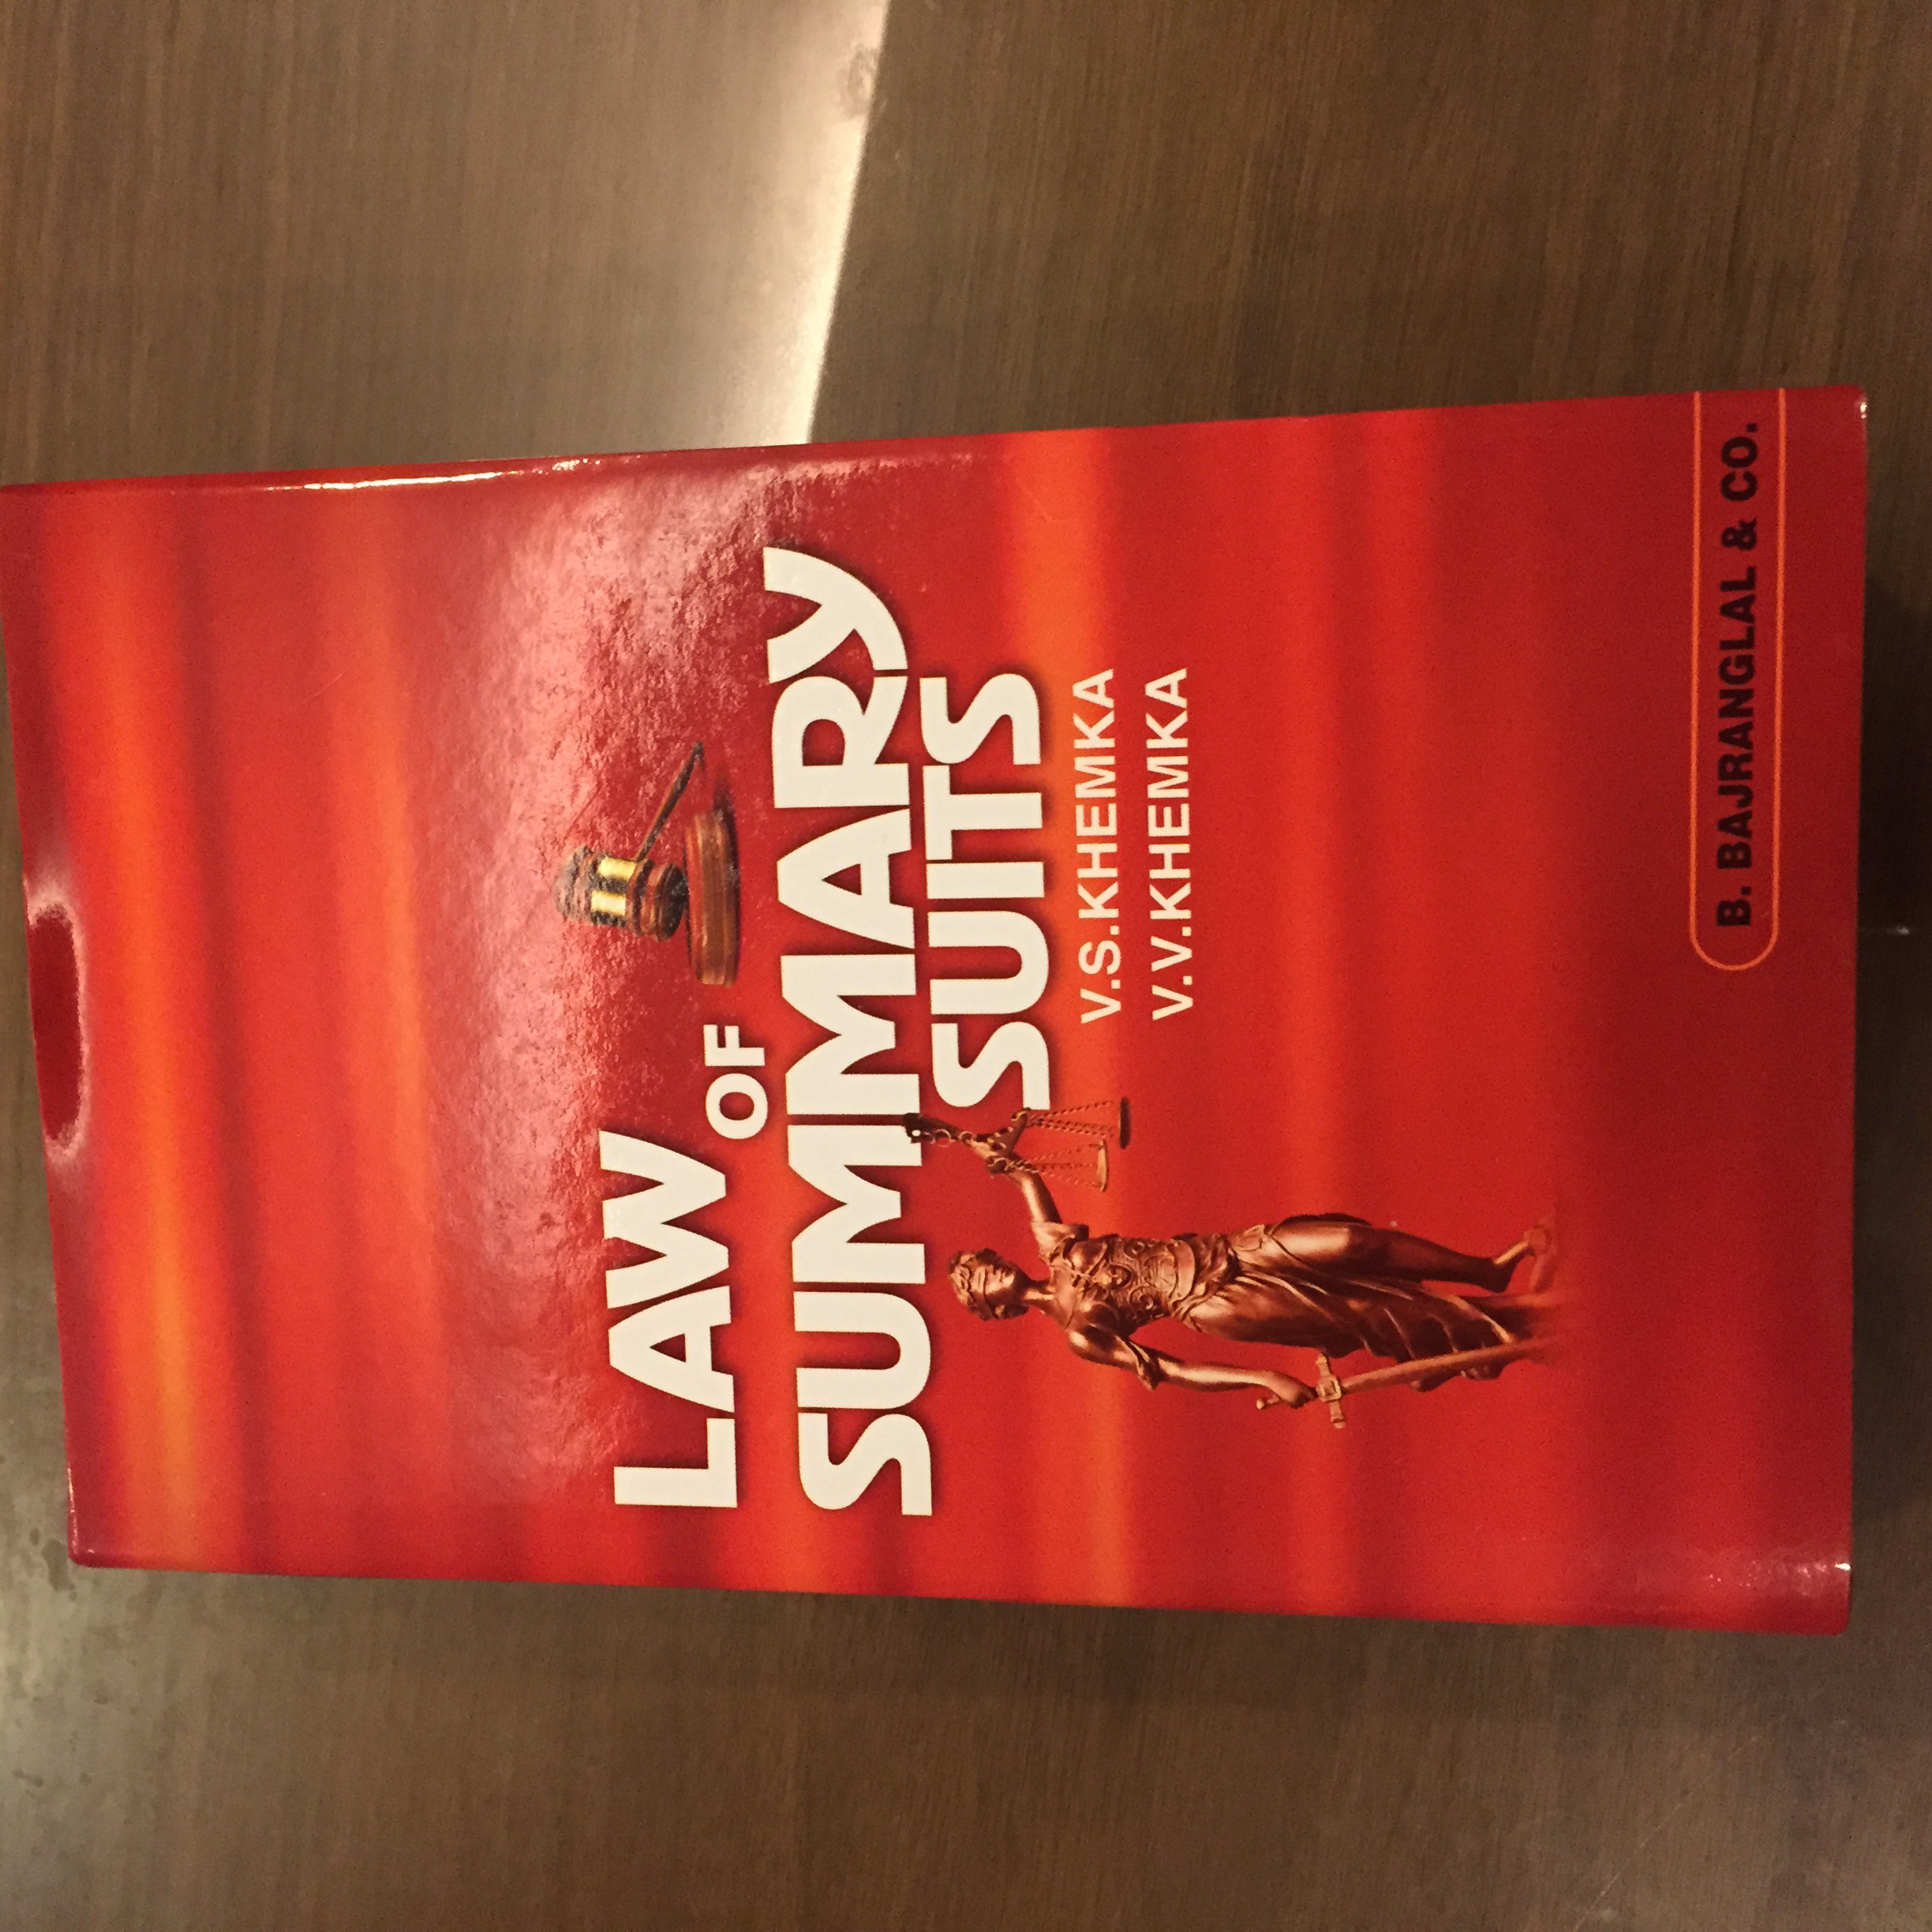 LAW
OF
SUMMARY
SUITS
V.S.KHEMKA
V.V.KHEMKA
B. BAJRANGLAL & CO.